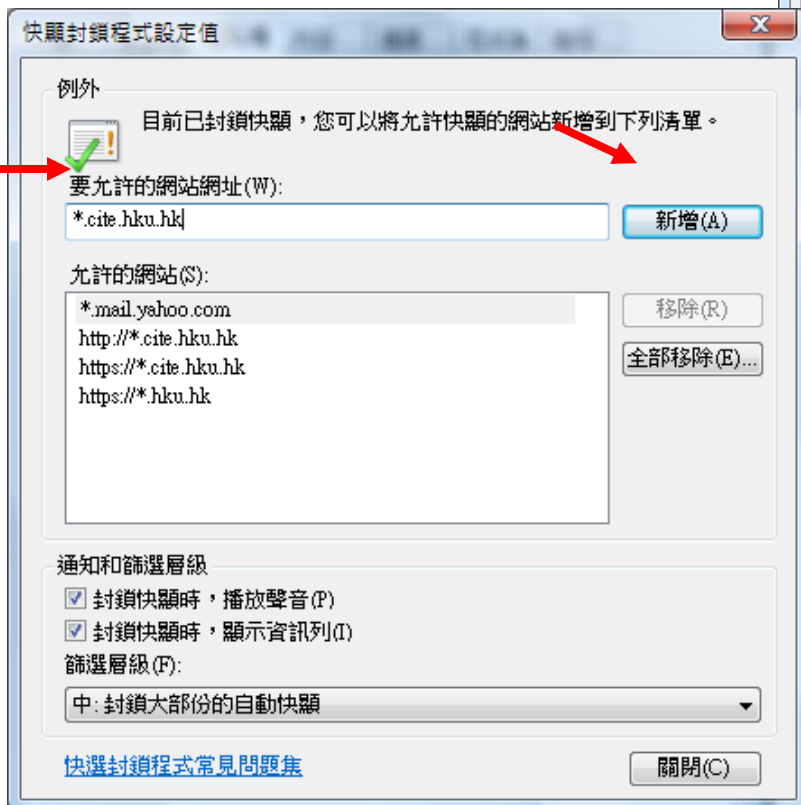 快顯封鎖程式設定值
例外
目前已封鎖快顯，您可以將允許快顯的網站新增到下列清單。
要允許的網站網址(W):
*.cite.hku.hk
新增(A)
允許的網站(S):
*.mail.yahoo.com
http://*.cite.hku.hk
https://*.cite.hku.hk
https://*.hku.hk
移除(R)
全部移除(E)...
通知和篩選層級
封鎖快顯時，播放聲音(P)
封鎖快顯時，顯示資訊列(I)
篩選層級(F):
中: 封鎖大部份的自動快顯
快選封鎖程式常見問題集
關閉(C)